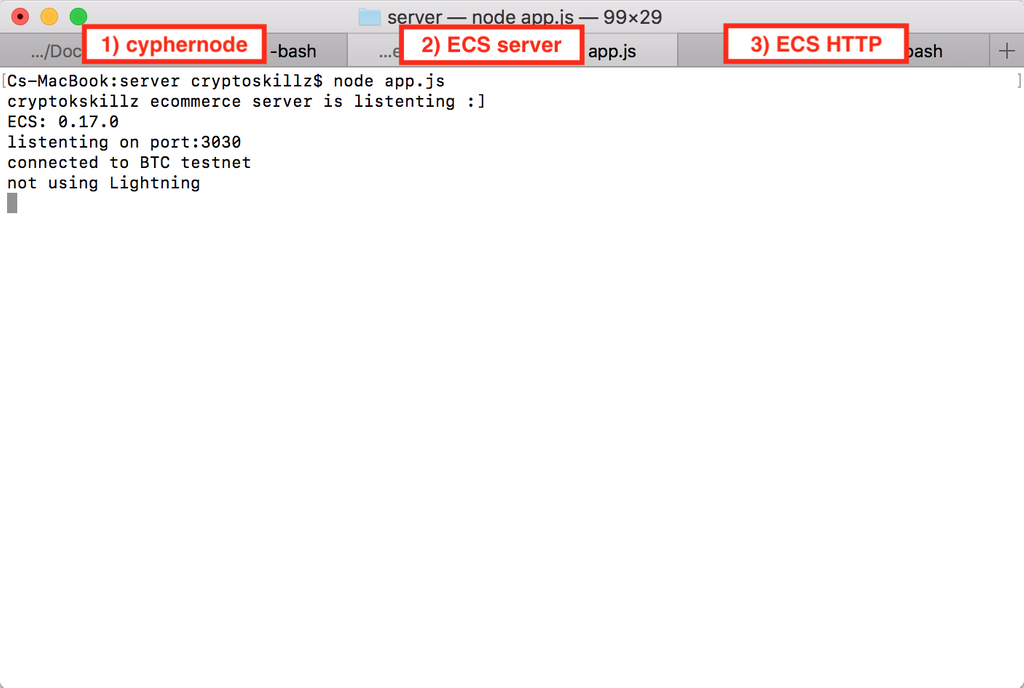 server — node app.js — 99×29
.../Doc 1) cyphernode -bash ...e 2) ECS server app.js 3) ECS HTTP bash +
[Cs-MacBook:server cryptoskillz$ node app.js ]
cryptokskillz ecommerce server is listenting :]
ECS: 0.17.0
listenting on port:3030
connected to BTC testnet
not using Lightning